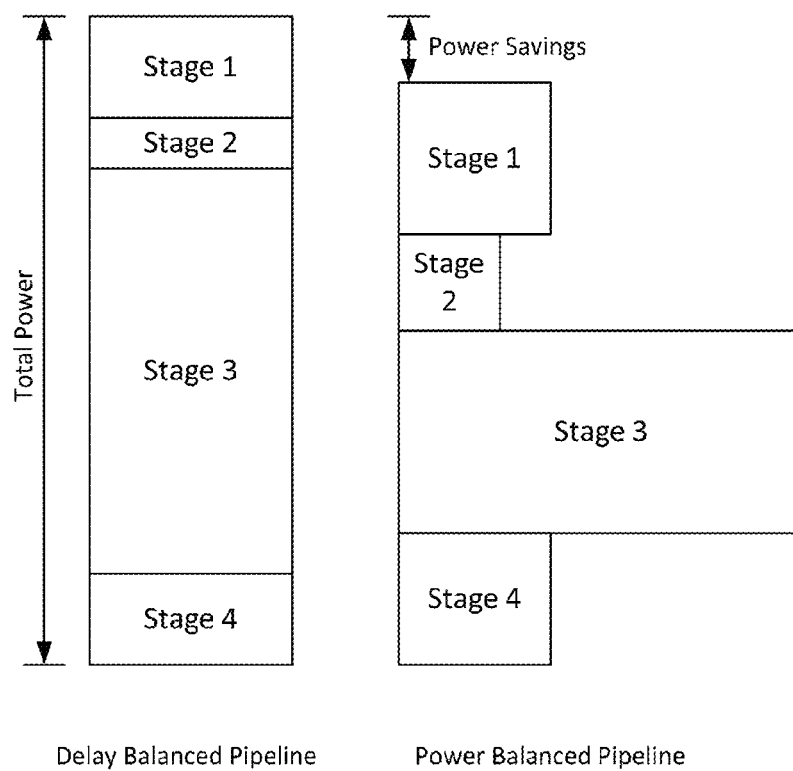 Total Power
Stage 1
Stage 2
Stage 3
Stage 4
Delay Balanced Pipeline
Power Savings
Stage 1
Stage
2
Stage 3
Stage 4
Power Balanced Pipeline